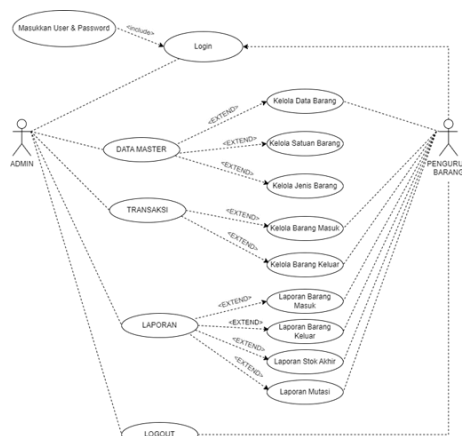 Masukkan User & Password
<include>
Login
ADMIN
PENGURUS
BARANG
DATA MASTER
<EXTEND>
Kelola Data Barang
<EXTEND>
Kelola Satuan Barang
<EXTEND>
Kelola Jenis Barang
TRANSAKSI
<EXTEND>
Kelola Barang Masuk
<EXTEND>
Kelola Barang Keluar
LAPORAN
<EXTEND>
Laporan Barang
Masuk
<EXTEND>
Laporan Barang
Keluar
<EXTEND>
Laporan Stok Akhir
<EXTEND>
Laporan Mutasi
LOGOUT